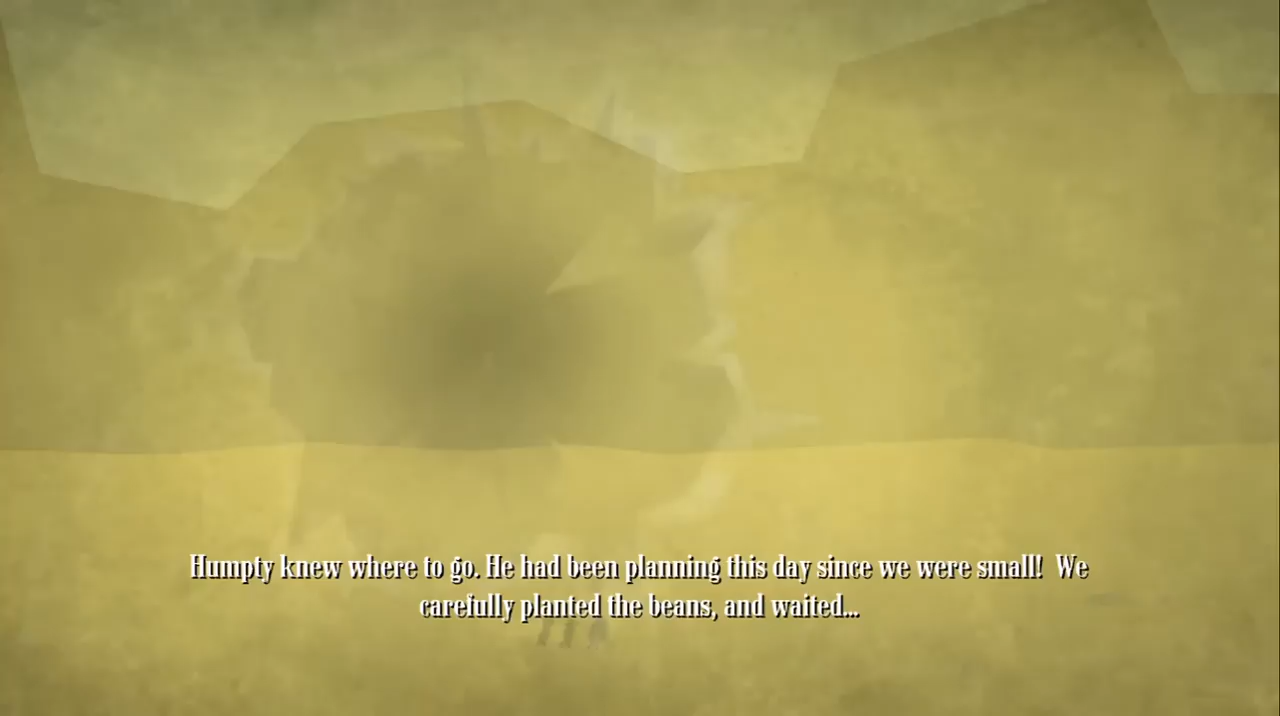 Humpty knew where to go. He had been planning this day since we were small!  We
carefully planted the beans, and waited...